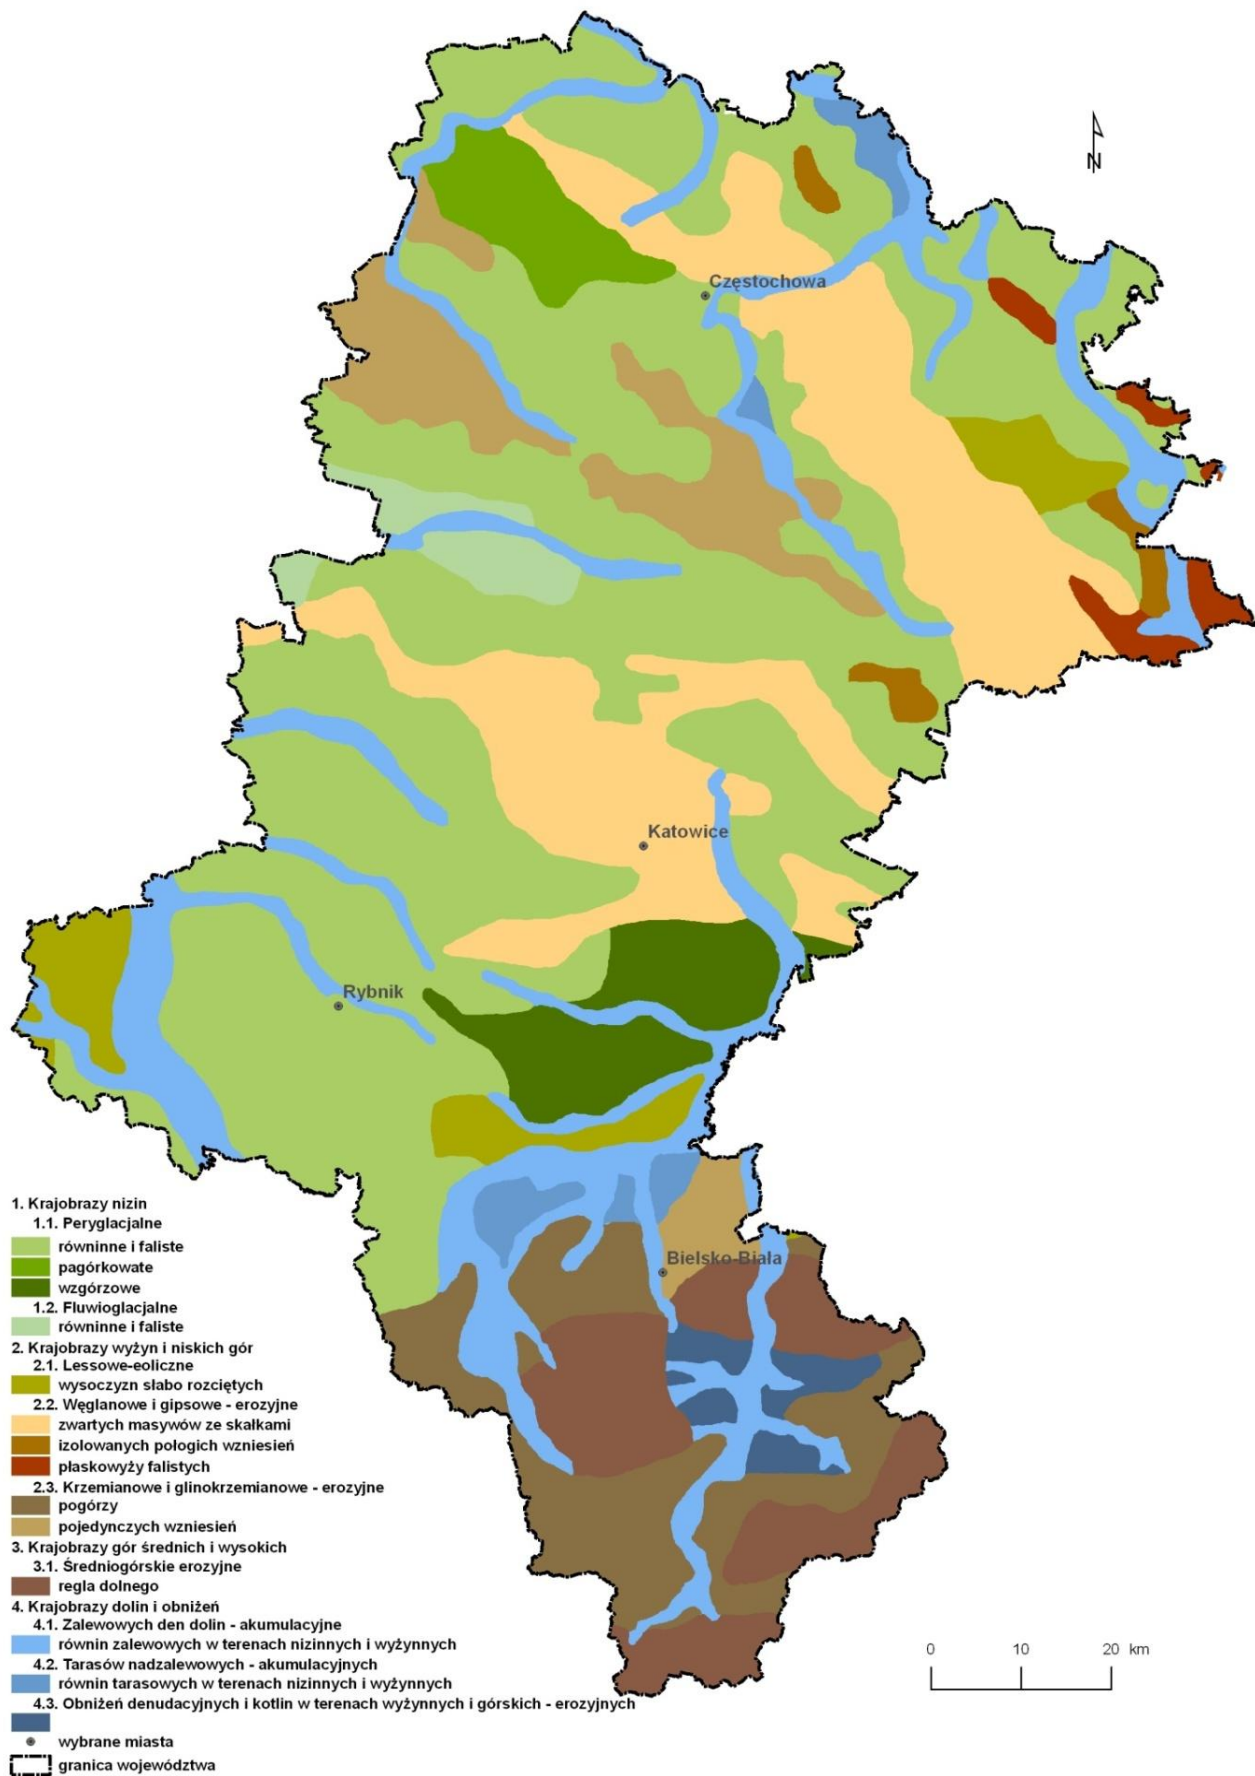 N
Częstochowa
Katowice
Rybnik
Bielsko-Biała
1. Krajobrazy nizin
1.1. Peryglacjalne
równinne i faliste
pagórkowate
wzgórzowe
1.2. Fluwioglacjalne
równinne i faliste
2. Krajobrazy wyżyn i niskich gór
2.1. Lessowe-eoliczne
wysoczyzn słabo rozciętych
2.2. Węglanowe i gipsowe - erozyjne
zwartych masywów ze skałkami
izolowanych pologich wzniesień
płaskowyży falistych
2.3. Krzemianowe i glinokrzemianowe - erozyjne
pogórzy
pojedynczych wzniesień
3. Krajobrazy gór średnich i wysokich
3.1. Średniogórskie erozyjne
regla dolnego
4. Krajobrazy dolin i obniżeń
4.1. Zalewowych den dolin - akumulacyjne
równin zalewowych w terenach nizinnych i wyżynnych
4.2. Tarasów nadzalewowych - akumulacyjnych
równin tarasowych w terenach nizinnych i wyżynnych
4.3. Obniżeń denudacyjnych i kotlin w terenach wyżynnych i górskich - erozyjnych
wybrane miasta
granica województwa
0 10 20 km